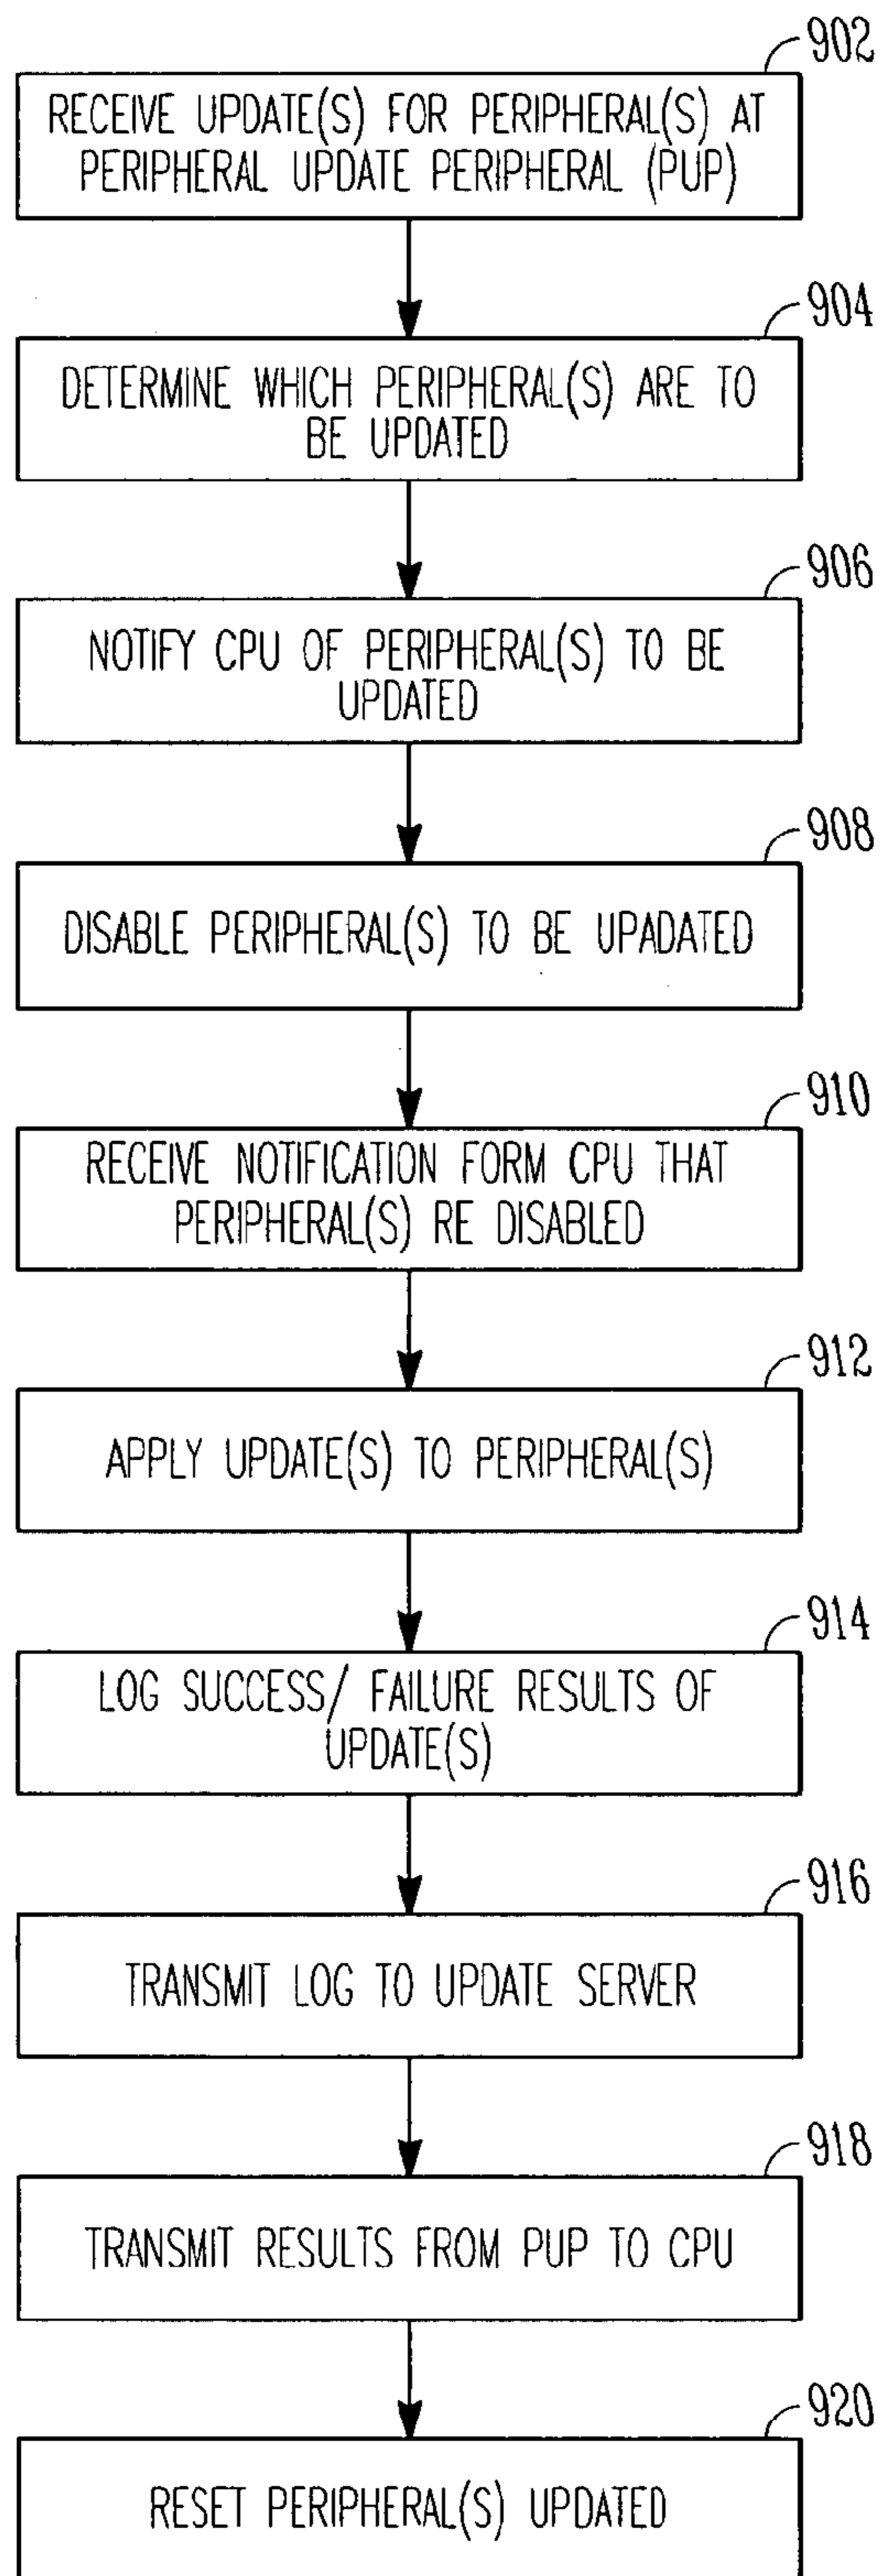 902
RECEIVE UPDATE(S) FOR PERIPHERAL(S) AT
PERIPHERAL UPDATE PERIPHERAL (PUP)
904
DETERMINE WHICH PERIPHERAL(S) ARE TO
BE UPDATED
906
NOTIFY CPU OF PERIPHERAL(S) TO BE
UPDATED
908
DISABLE PERIPHERAL(S) TO BE UPADATED
910
RECEIVE NOTIFICATION FORM CPU THAT
PERIPHERAL(S) RE DISABLED
912
APPLY UPDATE(S) TO PERIPHERAL(S)
914
LOG SUCCESS/ FAILURE RESULTS OF
UPDATE(S)
916
TRANSMIT LOG TO UPDATE SERVER
918
TRANSMIT RESULTS FROM PUP TO CPU
920
RESET PERIPHERAL(S) UPDATED